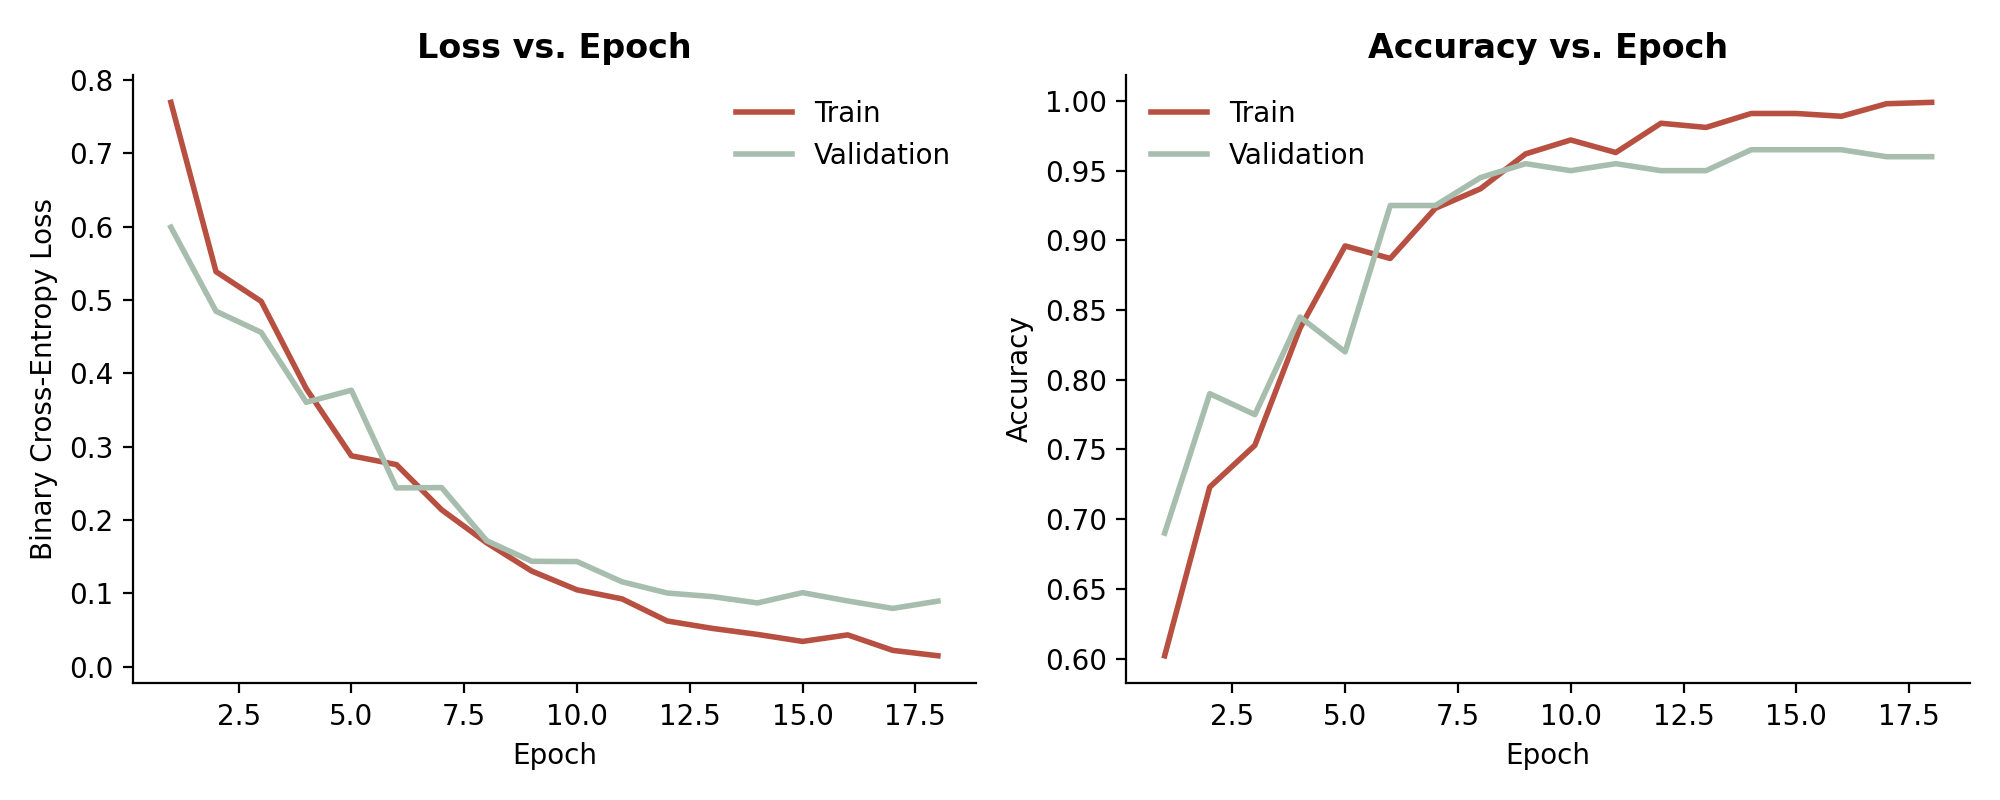 Loss vs. Epoch
Binary Cross-Entropy Loss
0.8
0.7
0.6
0.5
0.4
0.3
0.2
0.1
0.0
Train
Validation
2.5 5.0 7.5 10.0 12.5 15.0 17.5
Epoch
Accuracy vs. Epoch
Accuracy
1.00
0.95
0.90
0.85
0.80
0.75
0.70
0.65
0.60
Train
Validation
2.5 5.0 7.5 10.0 12.5 15.0 17.5
Epoch